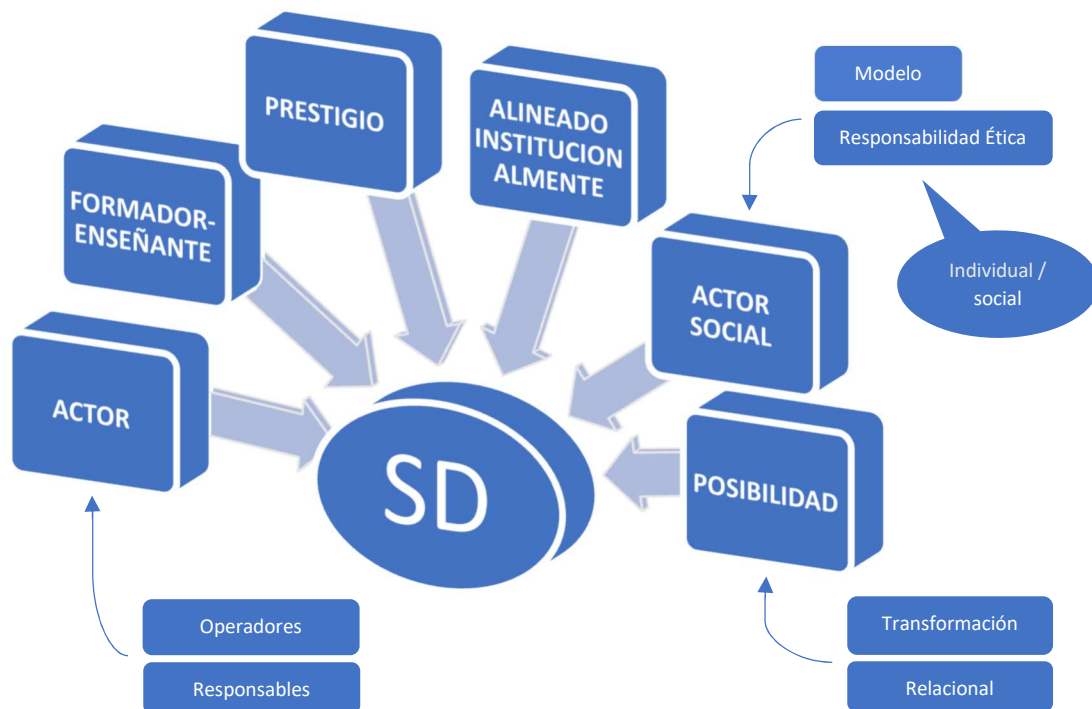 PRESTIGIO
ALINEADO
INSTITUCION
ALMENTE
Modelo
Responsabilidad Ética
FORMADOR-
ENSEÑANTE
Individual /
social
ACTOR
SOCIAL
ACTOR
SD
POSIBILIDAD
Operadores
Responsables
Transformación
Relacional